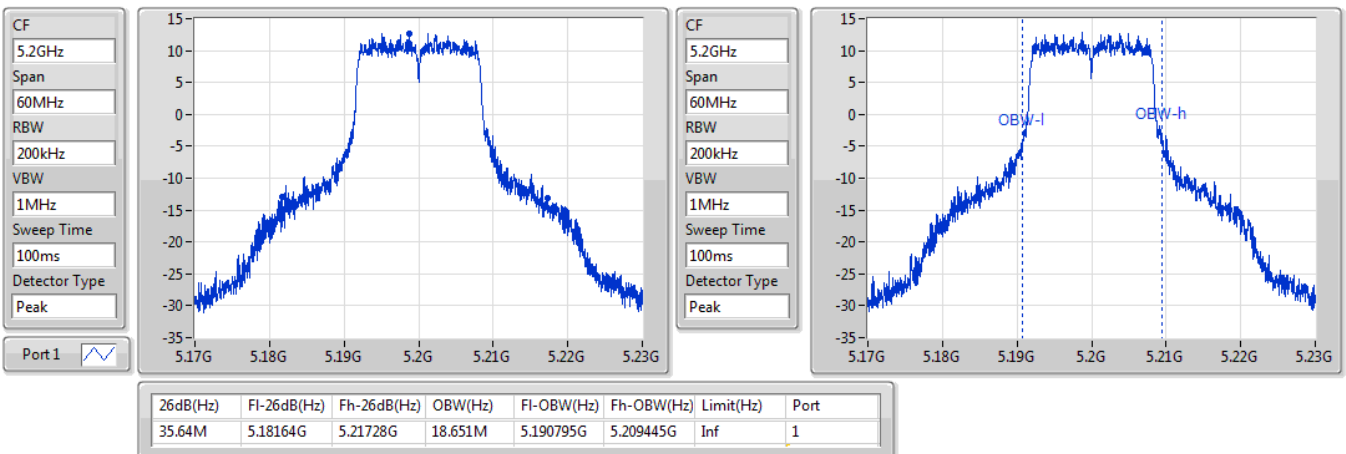 CF
5.2GHz
Span
60MHz
RBW
200kHz
VBW
1MHz
Sweep Time
100ms
Detector Type
Peak
Port 1
15
10
5
0
-5
-10
-15
-20
-25
-30
-35
5.17G 5.18G 5.19G 5.2G 5.21G 5.22G 5.23G
CF
5.2GHz
Span
60MHz
RBW
200kHz
VBW
1MHz
Sweep Time
100ms
Detector Type
Peak
15
10
5
0
-5
-10
-15
-20
-25
-30
-35
OBW-l OBW-h
5.17G 5.18G 5.19G 5.2G 5.21G 5.22G 5.23G
26dB(Hz) Fl-26dB(Hz) Fh-26dB(Hz) OBW(Hz) Fl-OBW(Hz) Fh-OBW(Hz) Limit(Hz) Port
35.64M 5.18164G 5.21728G 18.651M 5.190795G 5.209445G Inf 1